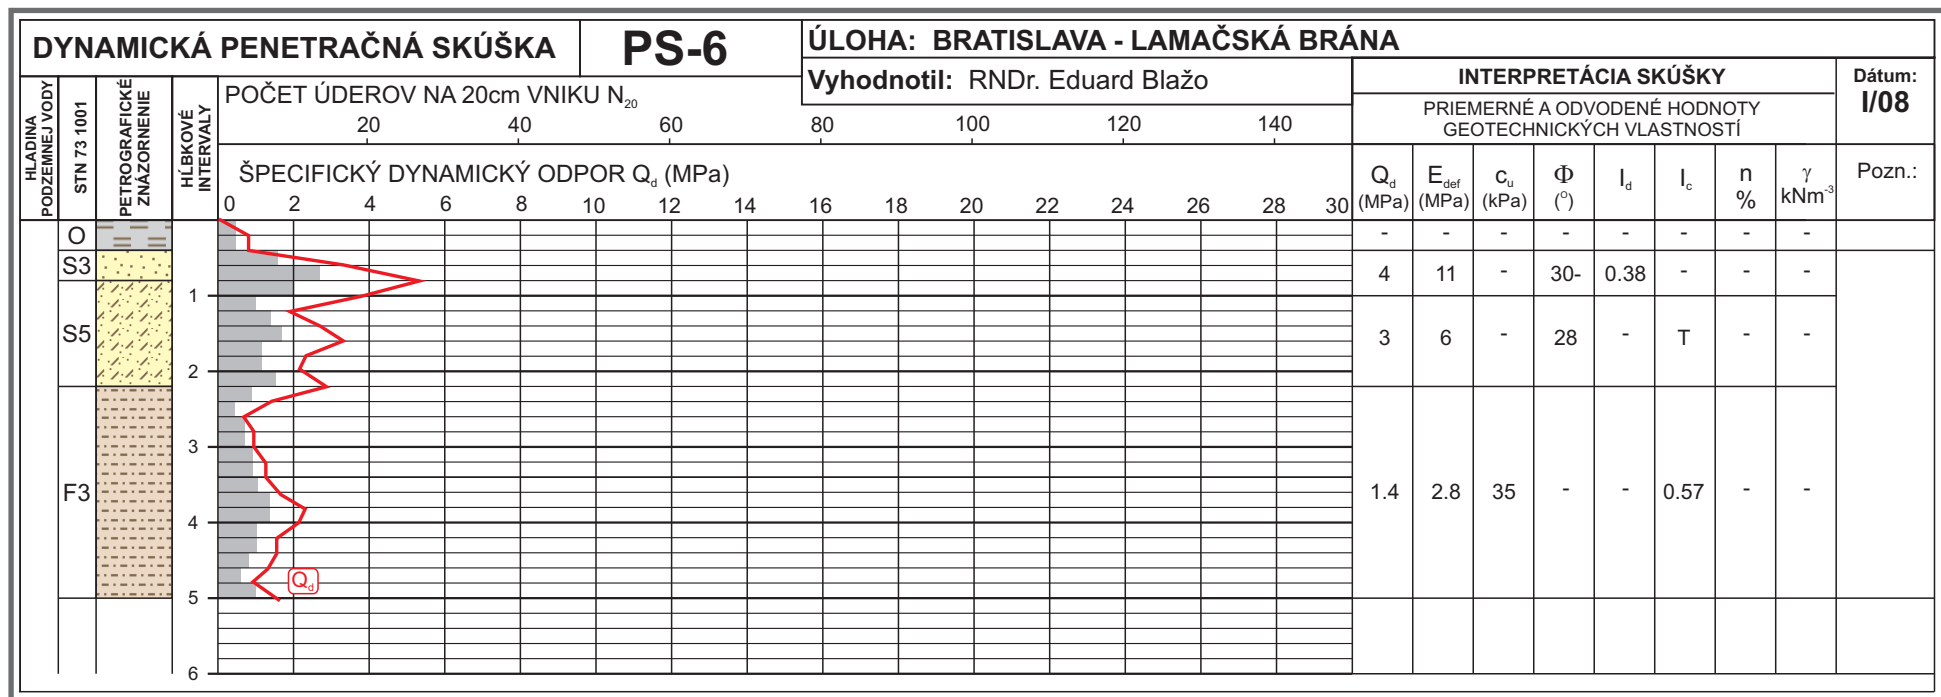 DYNAMICKÁ PENETRAČNÁ SKÚŠKA
PS-6
ÚLOHA: BRATISLAVA - LAMAČSKÁ BRÁNA
Vyhodnotil: RNDr. Eduard Blažo
INTERPRETÁCIA SKÚŠKY
PRIEMERNÉ A ODVODENÉ HODNOTY
GEOTECHNICKÝCH VLASTNOSTÍ
Dátum:
I/08
HLADINA
PODZEMNEJ VODY
STN 73 1001
PETROGRAFICKÉ
ZNÁZORNENIE
HĹBKOVÉ
INTERVALY
POČET ÚDEROV NA 20cm VNIKU N20
20 40 60 80 100 120 140
ŠPECIFICKÝ DYNAMICKÝ ODPOR Qd (MPa)
0 2 4 6 8 10 12 14 16 18 20 22 24 26 28 30
Qd Edef cu Φ Id Ic n γ
(MPa) (MPa) (kPa) (°) % kNm-3
Pozn.:
O - - - - - - - -
S3 4 11 - 30- 0.38 - - -
1
S5 3 6 - 28 - T - -
2
3
F3 1.4 2.8 35 - - 0.57 - -
4
Qd
5
6